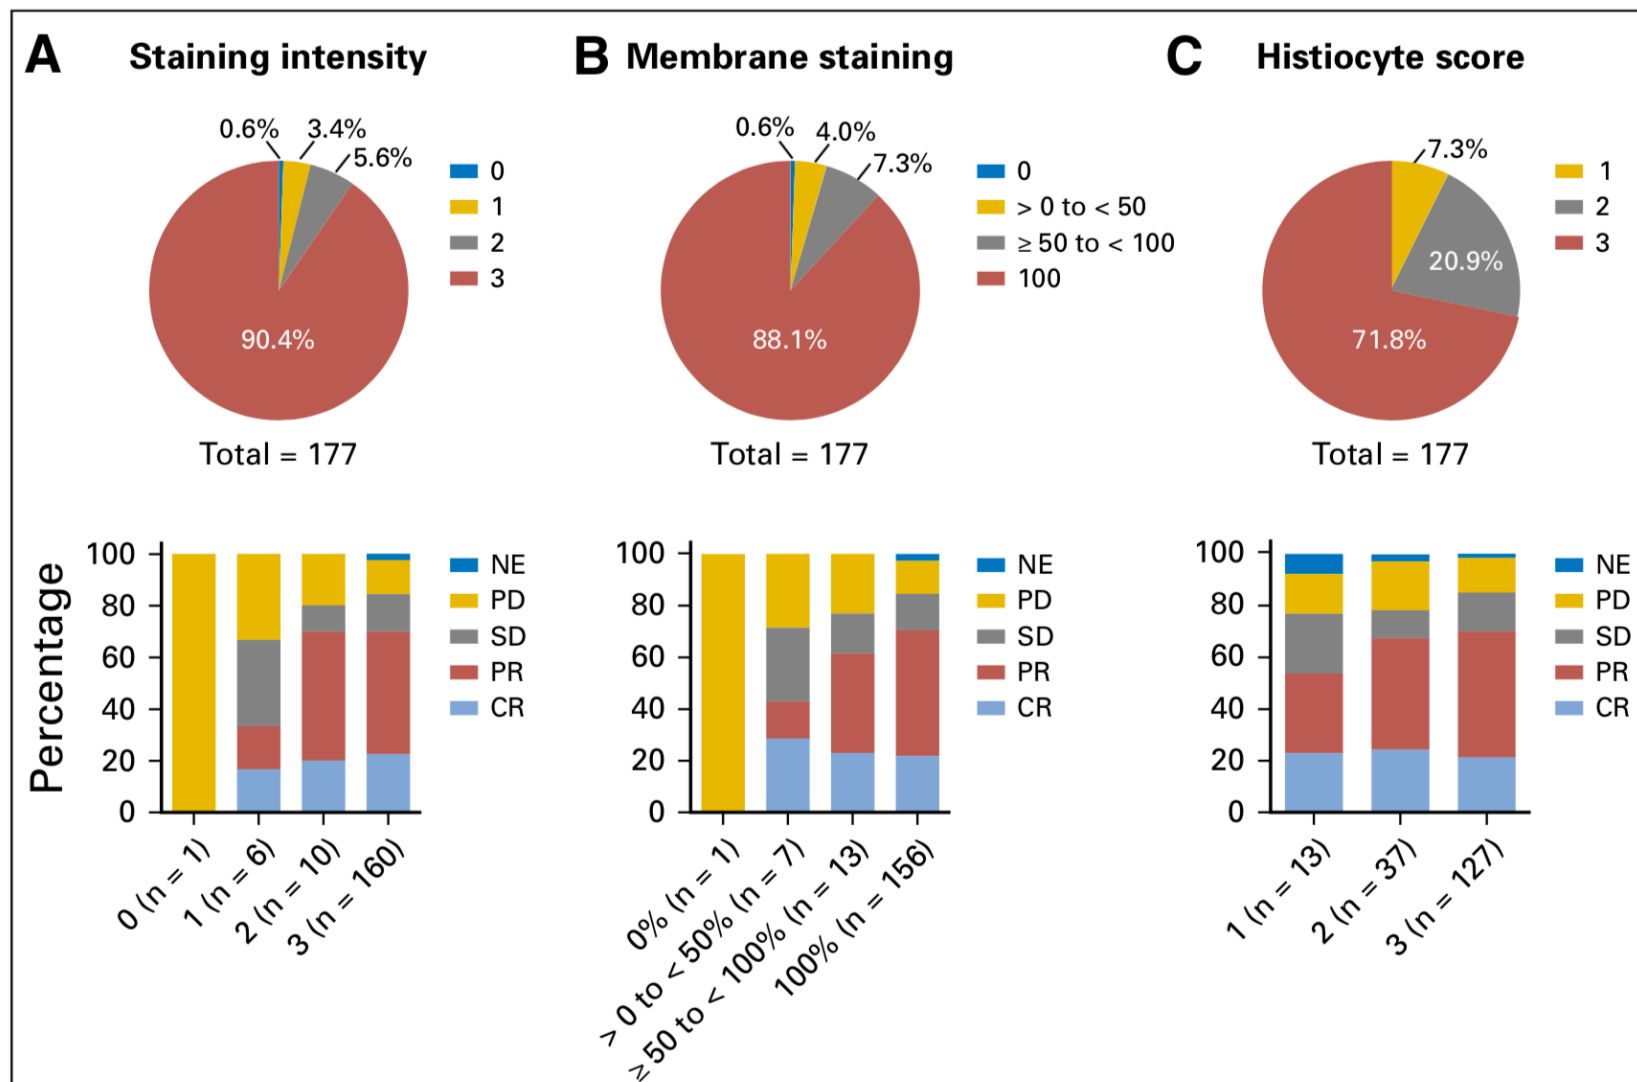 A Staining intensity
0.6%
3.4%
5.6%
90.4%
0
1
2
3
Total = 177
B Membrane staining
0.6%
4.0%
7.3%
88.1%
0
> 0 to < 50
≥ 50 to < 100
100
Total = 177
C Histiocyte score
7.3%
20.9%
71.8%
1
2
3
Total = 177
Percentage
100
80
60
40
20
0
0 (n = 1)
1 (n = 6)
2 (n = 10)
3 (n = 160)
NE
PD
SD
PR
CR
100
80
60
40
20
0
0% (n = 1)
> 0 to < 50% (n = 7)
≥ 50 to < 100% (n = 13)
100% (n = 156)
NE
PD
SD
PR
CR
100
80
60
40
20
0
1 (n = 13)
2 (n = 37)
3 (n = 127)
NE
PD
SD
PR
CR